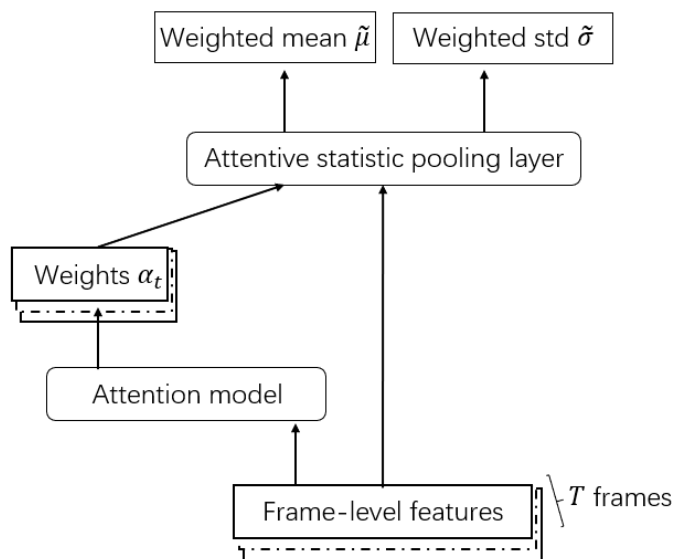 Weighted mean μ̃
Weighted std σ̃
Attentive statistic pooling layer
Weights αₜ
Attention model
T frames
Frame-level features